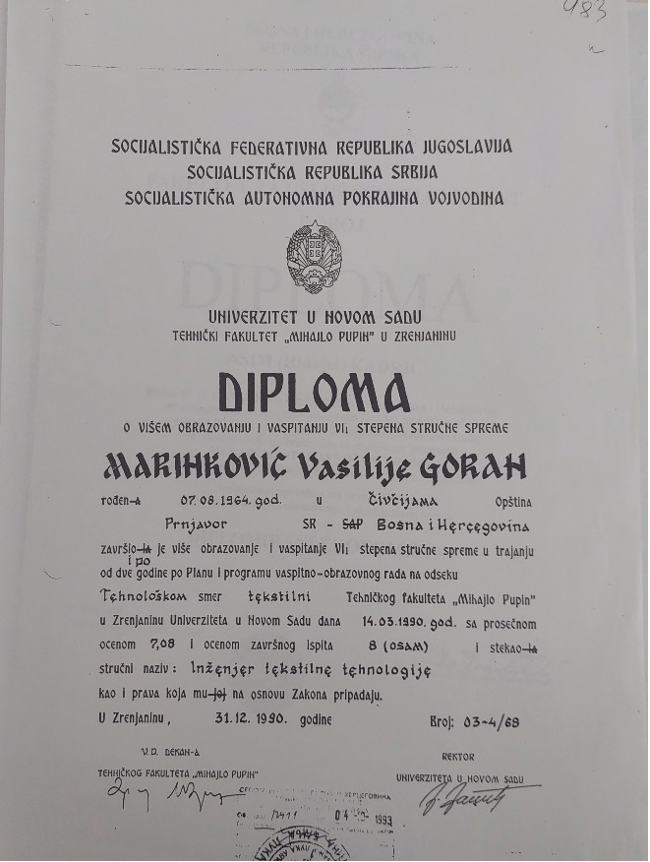 483
SOCIJALISTIČKA FEDERATIVNA REPUBLIKA JUGOSLAVIJA
SOCIJALISTIČKA REPUBLIKA SRBIJA
SOCIJALISTIČKA AUTONOMNA POKRAJINA VOJVODINA
DIPLOMA
UNIVERZITET U NOVOM SADU
TEHNIČKI FAKULTET „MIHAJLO PUPIN" U ZRENJANINU
DIPLOMA
O VIŠEM OBRAZOVANJU I VASPITANJU VI₁ STEPENA STRUČNE SPREME
MARINKOVIĆ Vasilije GORAN
rođen-a 07.08.1964. god. u Čivčijama Opština
Prnjavor SR - SAP Bosna i Hercegovina
završio-la je više obrazovanje i vaspitanje VI₁ stepena stručne spreme u trajanju
i po
od dve godine po Planu i programu vaspitno-obrazovnog rada na odseku
Tehnološkom smer tekstilni Tehničkog fakulteta „Mihajlo Pupin"
u Zrenjaninu Univerziteta u Novom Sadu dana 14.03.1990. god. sa prosečnom
ocenom 7,08 i ocenom završnog ispita 8 (OSAM) i stekao-la
stručni naziv: Inženjer tekstilne tehnologije
kao i prava koja mu-joj na osnovu Zakona pripadaju.
U Zrenjaninu, 31.12. 1990. godine Broj: 03-4/68
V.D. DEKAN-A
REKTOR
TEHNIČKOG FAKULTETA „MIHAJLO PUPIN"
UNIVERZITETA U NOVOM SADU
1993